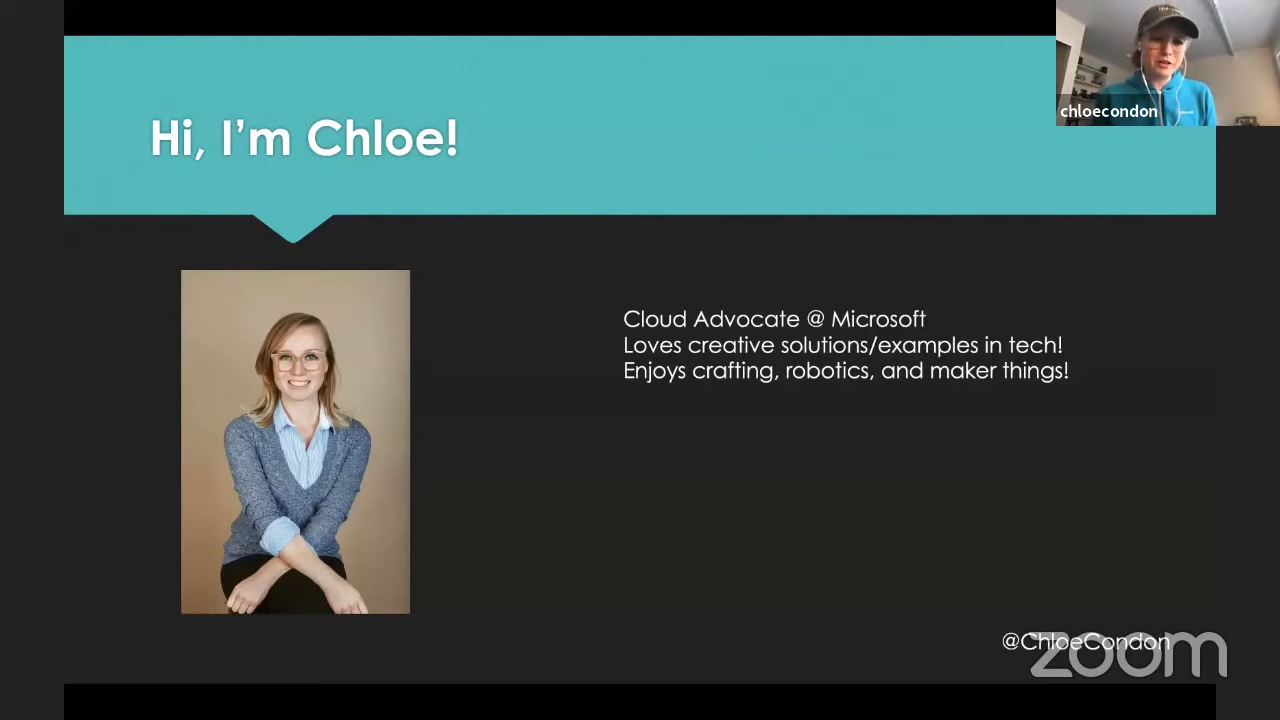 Hi, I’m Chloe!
chloecondon
Cloud Advocate @ Microsoft
Loves creative solutions/examples in tech!
Enjoys crafting, robotics, and maker things!
@ChloeCondon
zoom